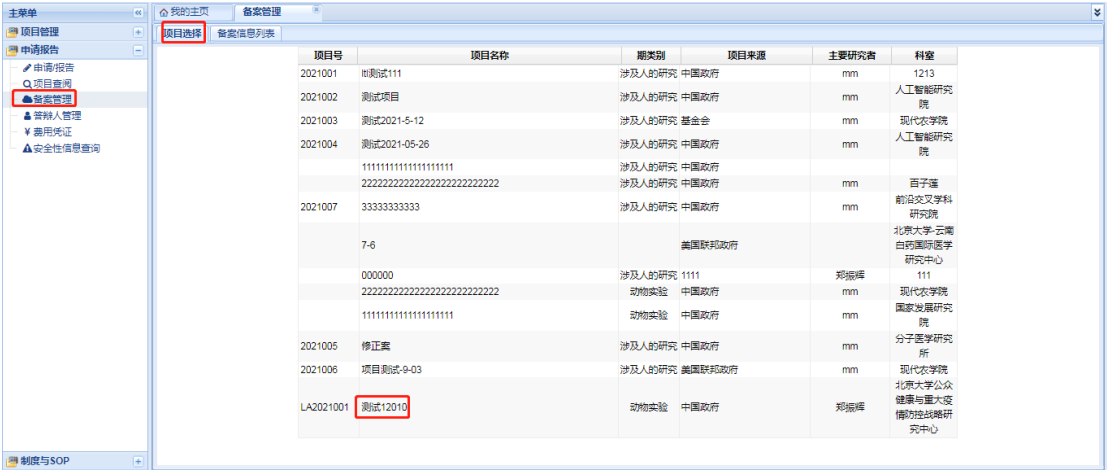 主菜单
项目管理
申请报告
申请/报告
项目查阅
备案管理
答辩人管理
¥ 费用凭证
安全性信息查询
制度与SOP
我的主页 备案管理
项目选择 备案信息列表
项目号 项目名称 期类别 项目来源 主要研究者 科室
2021001 ltl测试111 涉及人的研究 中国政府 mm 1213
2021002 测试项目 涉及人的研究 中国政府 mm 人工智能研究
院
2021003 测试2021-5-12 涉及人的研究 基金会 mm 现代农学院
2021004 测试2021-05-26 涉及人的研究 中国政府 mm 人工智能研究
院
11111111111111111111 涉及人的研究 中国政府
2222222222222222222222222 涉及人的研究 中国政府 mm 百子莲
2021007 33333333333 涉及人的研究 中国政府 mm 前沿交叉学科
研究院
7-6 美国联邦政府 北京大学-云南
白药国际医学
研究中心
000000 涉及人的研究 1111 郑振辉 111
2222222222222222222222222 动物实验 中国政府 mm 现代农学院
11111111111111111111 动物实验 中国政府 mm 国家发展研究
院
2021005 修正案 涉及人的研究 中国政府 mm 分子医学研究
所
2021006 项目测试-9-03 涉及人的研究 美国联邦政府 mm 现代农学院
LA2021001 测试12010 动物实验 中国政府 郑振辉 北京大学公众
健康与重大疫
情防控战略研
究中心